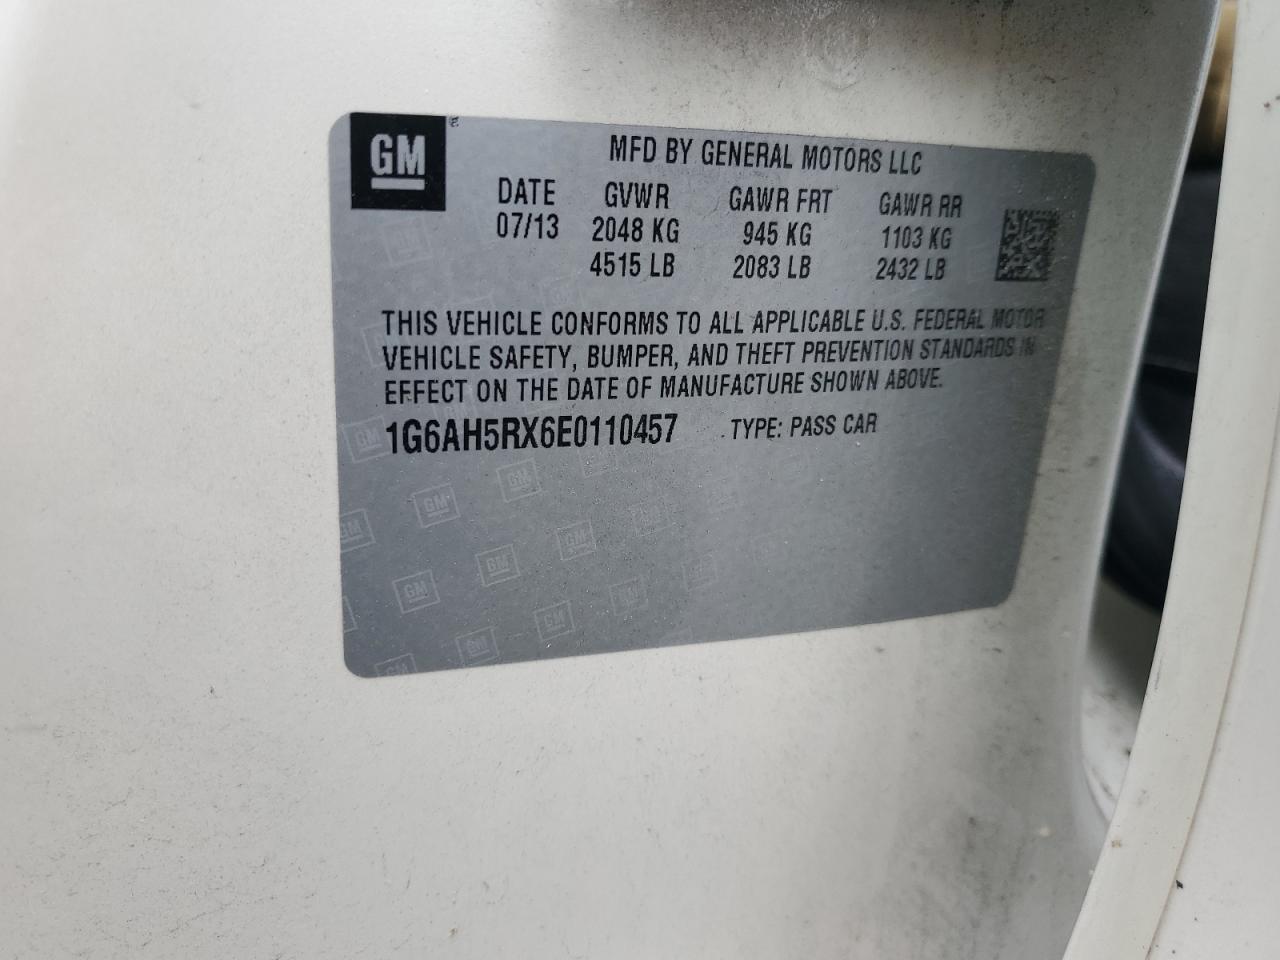 GM
MFD BY GENERAL MOTORS LLC
DATE GVWR GAWR FRT GAWR RR
07/13 2048 KG 945 KG 1103 KG
4515 LB 2083 LB 2432 LB
THIS VEHICLE CONFORMS TO ALL APPLICABLE U.S. FEDERAL MOTOR
VEHICLE SAFETY, BUMPER, AND THEFT PREVENTION STANDARDS IN
EFFECT ON THE DATE OF MANUFACTURE SHOWN ABOVE.
1G6AH5RX6E0110457 TYPE: PASS CAR